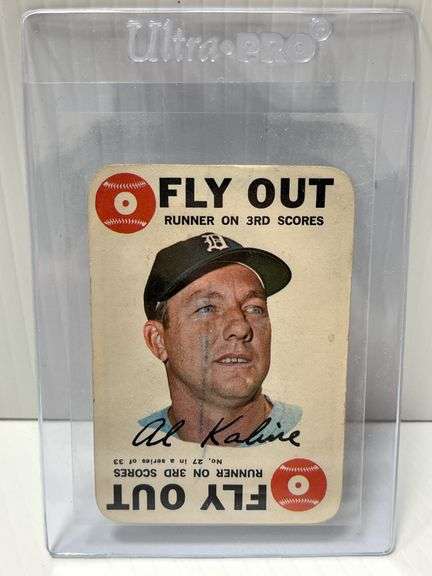 Ultra•PRO®
FLY OUT
RUNNER ON 3RD SCORES
D
Al Kaline
No. 27 in a series of 33
RUNNER ON 3RD SCORES
FLY OUT